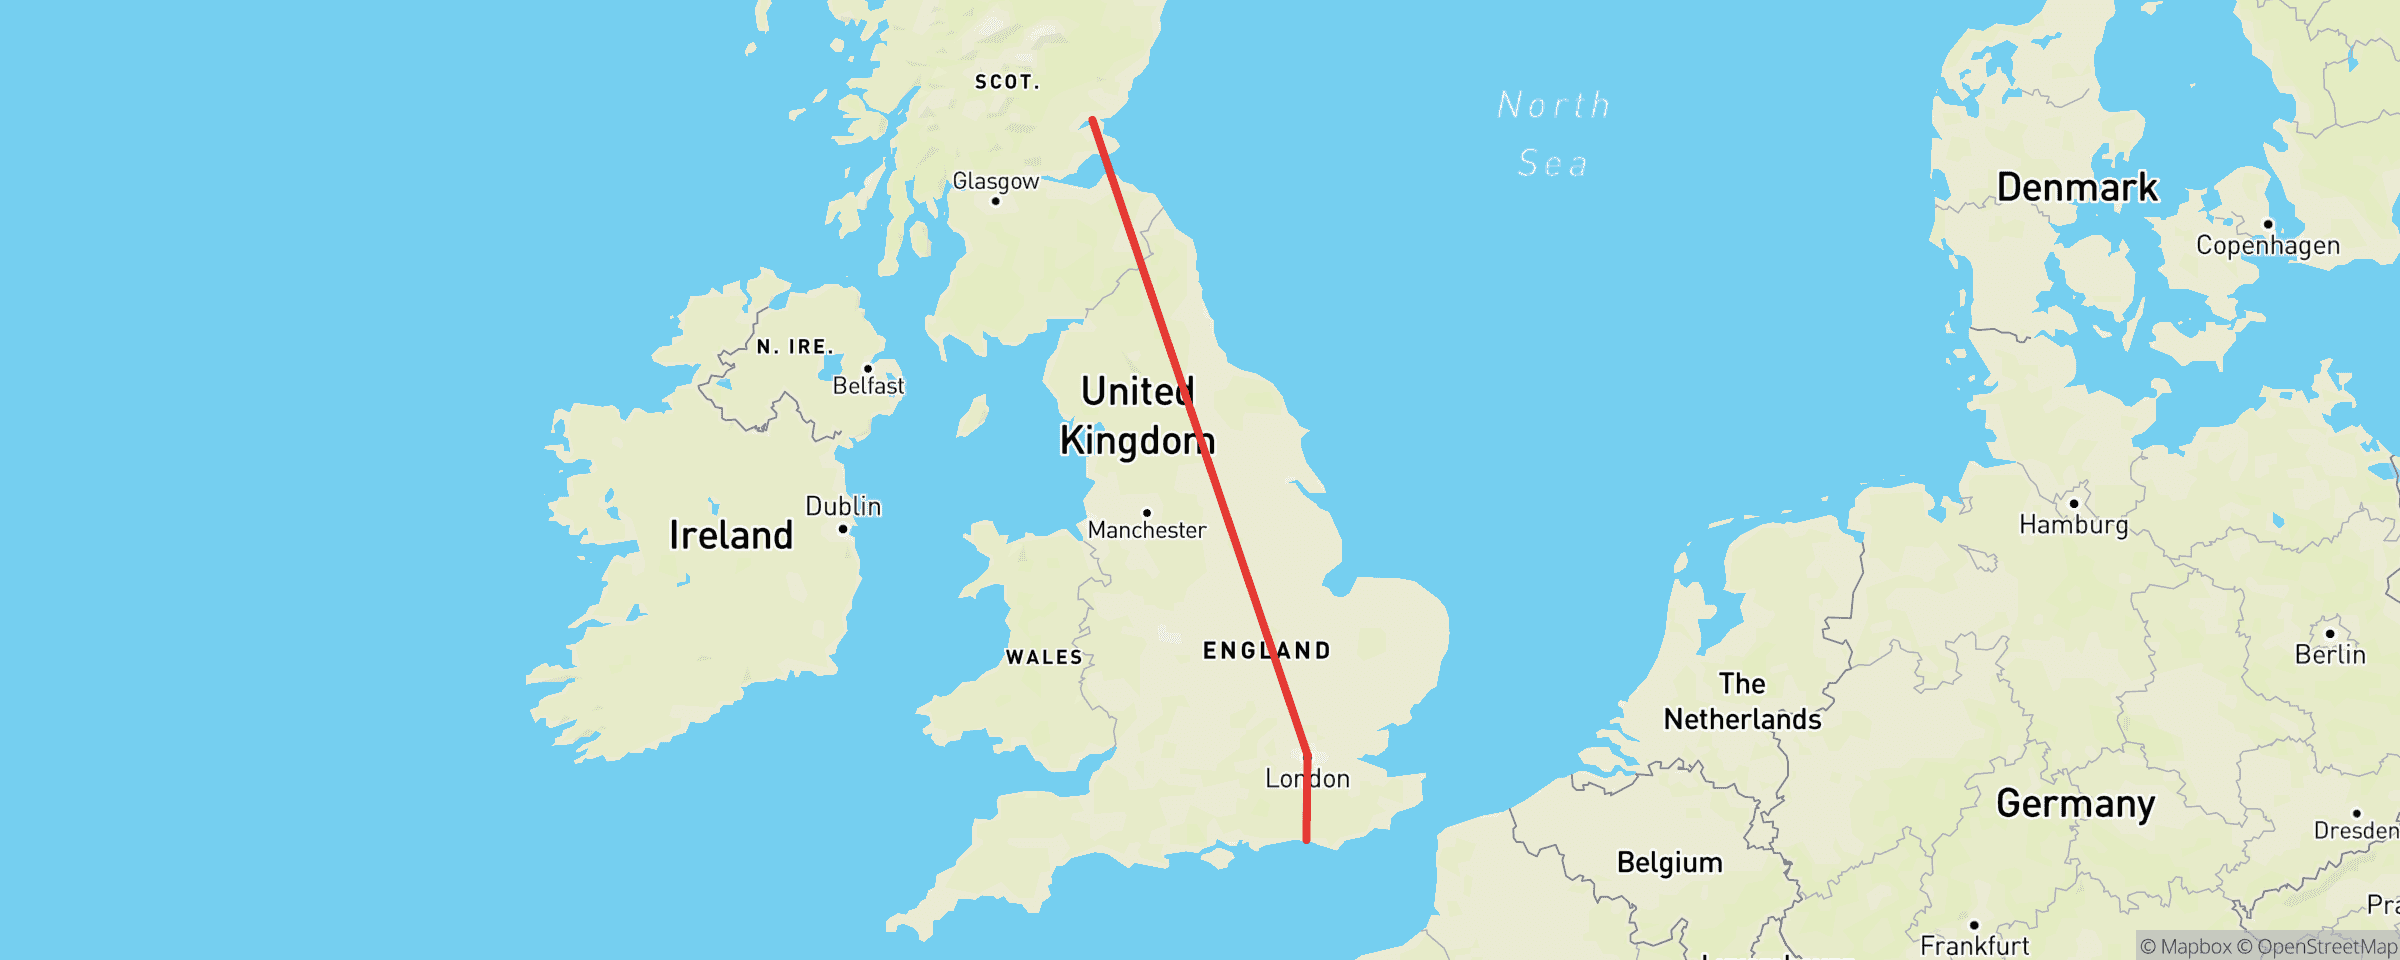 SCOT.
North
Sea
Glasgow
Denmark
Copenhagen
N. IRE.
Belfast
United
Kingdom
Dublin
Ireland
Manchester
Hamburg
ENGLAND
WALES
Berlin
The
Netherlands
London
Germany
Dresden
Belgium
Pra
Frankfurt
© Mapbox © OpenStreetMap